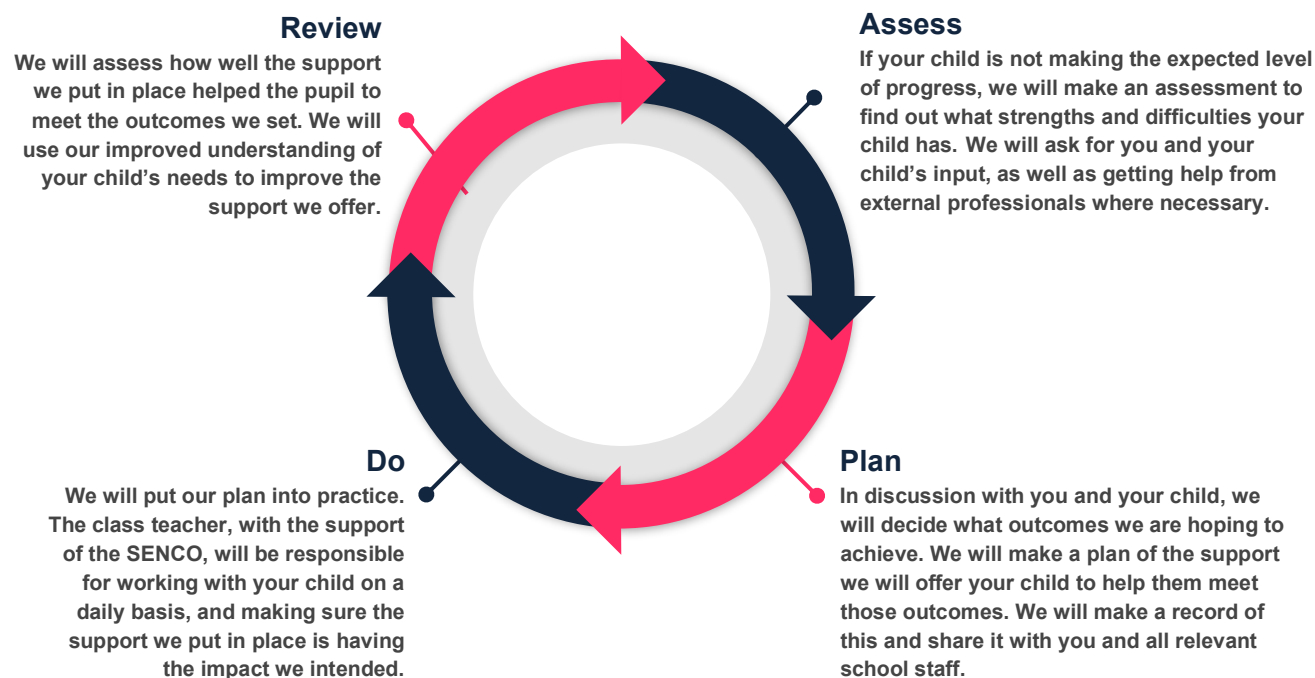 Review
We will assess how well the support
we put in place helped the pupil to
meet the outcomes we set. We will
use our improved understanding of
your child’s needs to improve the
support we offer.
Assess
If your child is not making the expected level
of progress, we will make an assessment to
find out what strengths and difficulties your
child has. We will ask for you and your
child’s input, as well as getting help from
external professionals where necessary.
Do
We will put our plan into practice.
The class teacher, with the support
of the SENCO, will be responsible
for working with your child on a
daily basis, and making sure the
support we put in place is having
the impact we intended.
Plan
In discussion with you and your child, we
will decide what outcomes we are hoping to
achieve. We will make a plan of the support
we will offer your child to help them meet
those outcomes. We will make a record of
this and share it with you and all relevant
school staff.